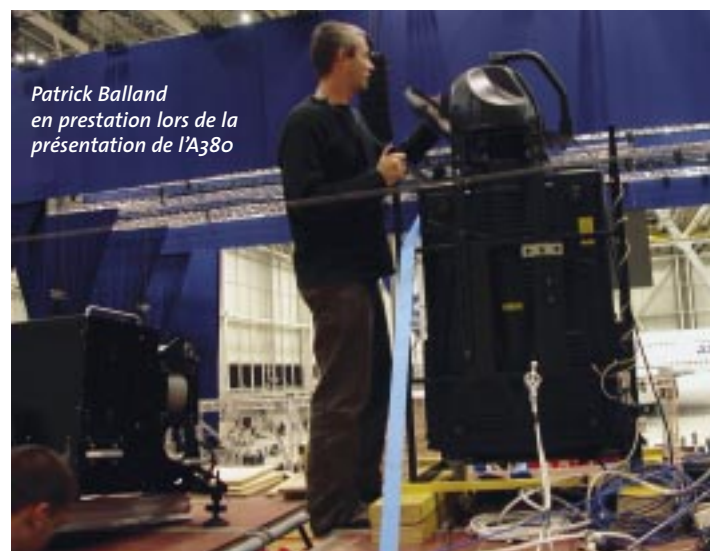 Patrick Balland
en prestation lors de la
présentation de l'A380